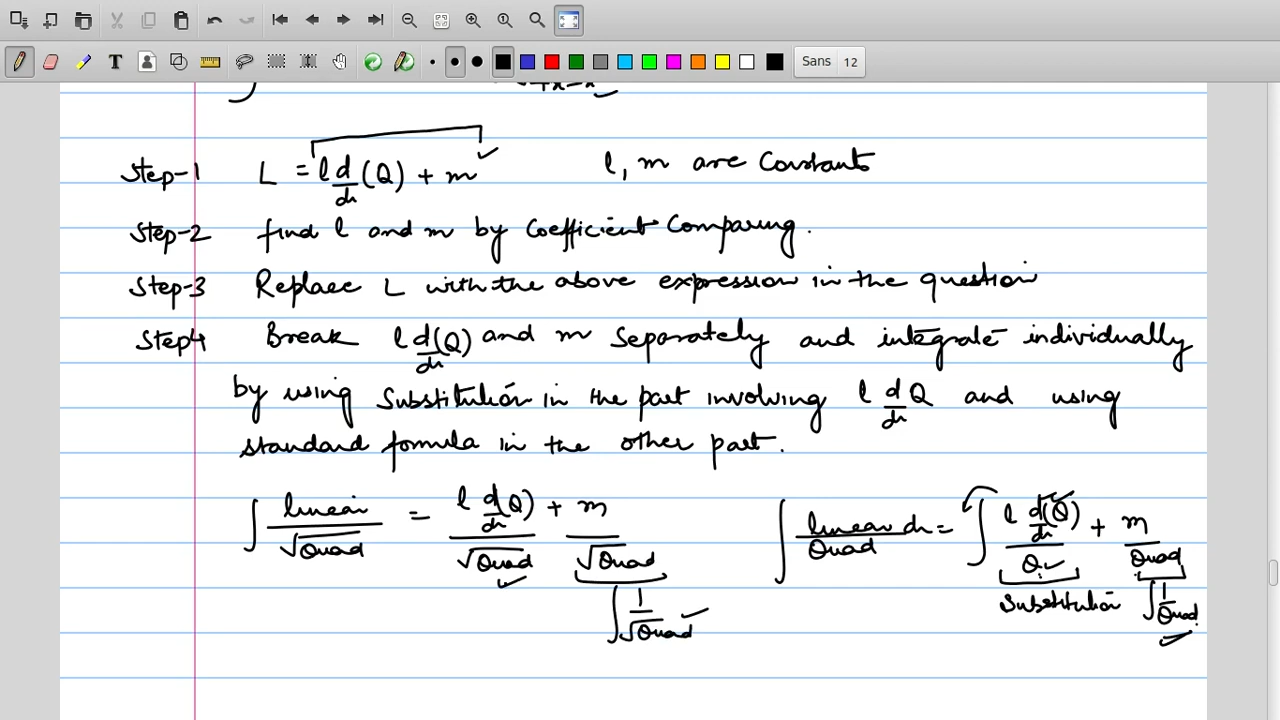 T Sans 12
√4x-x²
Step-1 L = l d/dx (Q) + m l, m are Constants
Step-2 find l and m by Coefficient Comparing.
Step-3 Replace L with the above expression in the question
Step4 Break l d/dx (Q) and m Separately and integrate individually
by using Substitution in the part involving l d/dx Q and using
standard formula in the other part.
∫ linear/√Quad = l d/dx (Q)/√Quad + m/√Quad ∫ linear dx/Quad = ∫ l d/dx (Q)/Q + m/Quad
∫ 1/√Quad Substitution ∫ 1/Quad